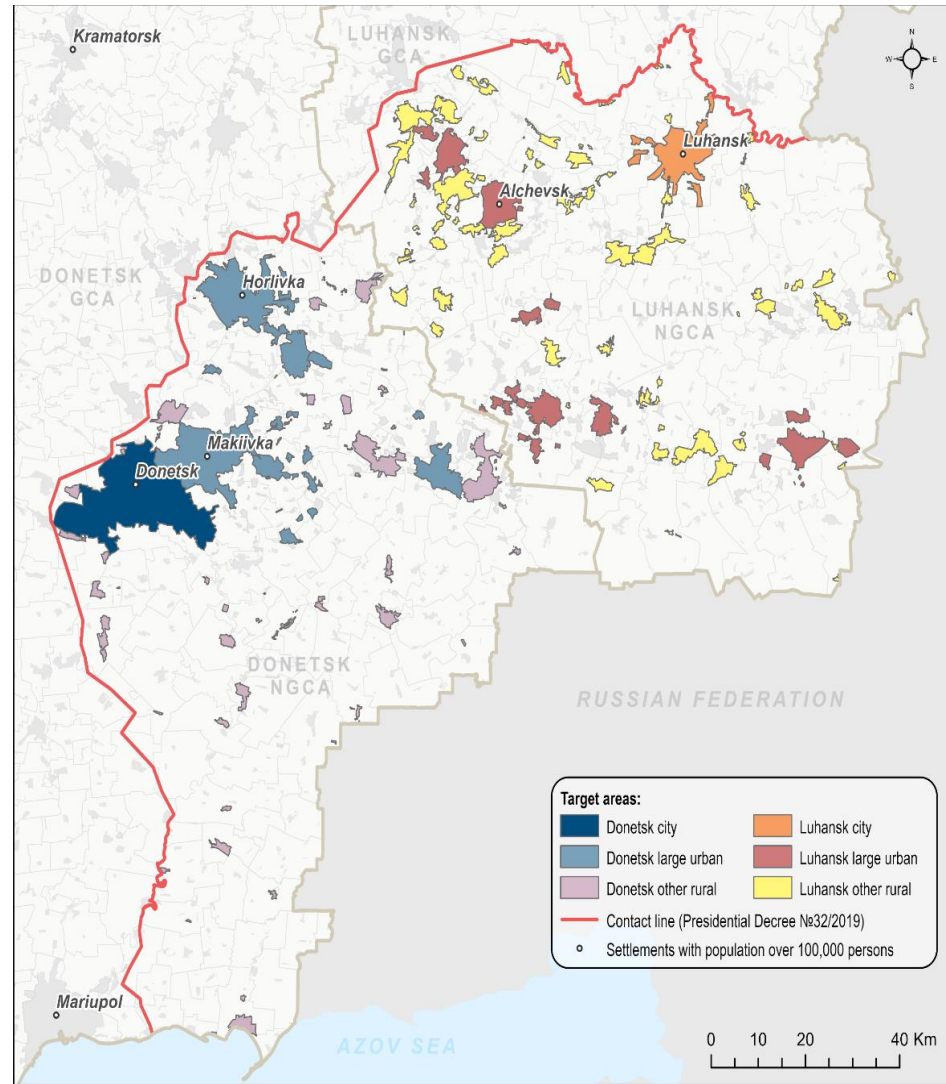 Kramatorsk
LUHANSK
GCA
N
W E
S
Luhansk
Alchevsk
DONETSK
GCA
Horlivka
LUHANSK
NGCA
Makiivka
Donetsk
DONETSK
NGCA
RUSSIAN FEDERATION
Target areas:
Donetsk city
Luhansk city
Donetsk large urban
Luhansk large urban
Donetsk other rural
Luhansk other rural
Contact line (Presidential Decree №32/2019)
Settlements with population over 100,000 persons
Mariupol
AZOV SEA
0 10 20 40 Km